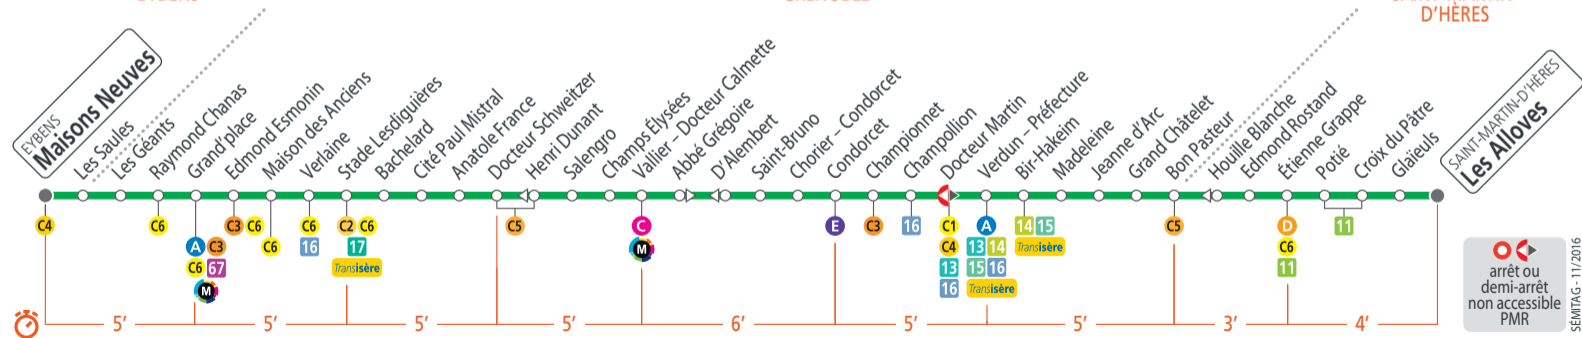 D'HÈRES
EYBENS
Maisons Neuves
Les Saules
Les Géants
Raymond Chanas
Grand'place
Edmond Esmonin
Maison des Anciens
Verlaine
Stade Lesdiguières
Bachelard
Cité Paul Mistral
Anatole France
Docteur Schweitzer
Henri Dunant
Salengro
Champs Élysées
Vallier – Docteur Calmette
Abbé Grégoire
D'Alembert
Saint-Bruno
Chorier – Condorcet
Condorcet
Championnet
Champollion
Docteur Martin
Verdun – Préfecture
Bir-Hakeim
Madeleine
Jeanne d'Arc
Grand Châtelet
Bon Pasteur
Houille Blanche
Edmond Rostand
Étienne Grappe
Potié
Croix du Pâtre
Glaïeuls
SAINT-MARTIN-D'HÈRES
Les Alloves
C4
C6
A C3
C6 67
M
C3 C6
C6
C6
16
C2 C6
17
Transisère
C5
C
M
E
C3
16
C1
C4
13
16
A
13 14
15 16
Transisère
14 15
Transisère
C5
D
C6
11
11
5' 5' 5' 5' 6' 5' 5' 3' 4'
arrêt ou
demi-arrêt
non accessible
PMR
SÉMITAG - 11/2016